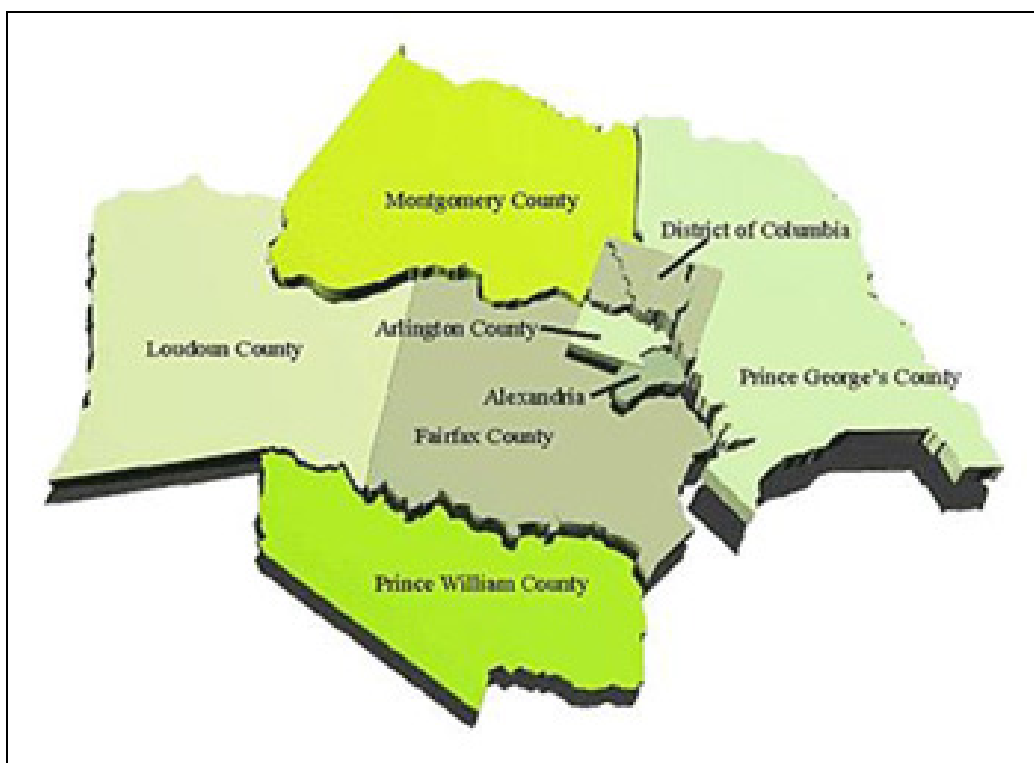 Montgomery County
District of Columbia
Arlington County
Loudoun County
Prince George's County
Alexandria
Fairfax County
Prince William County